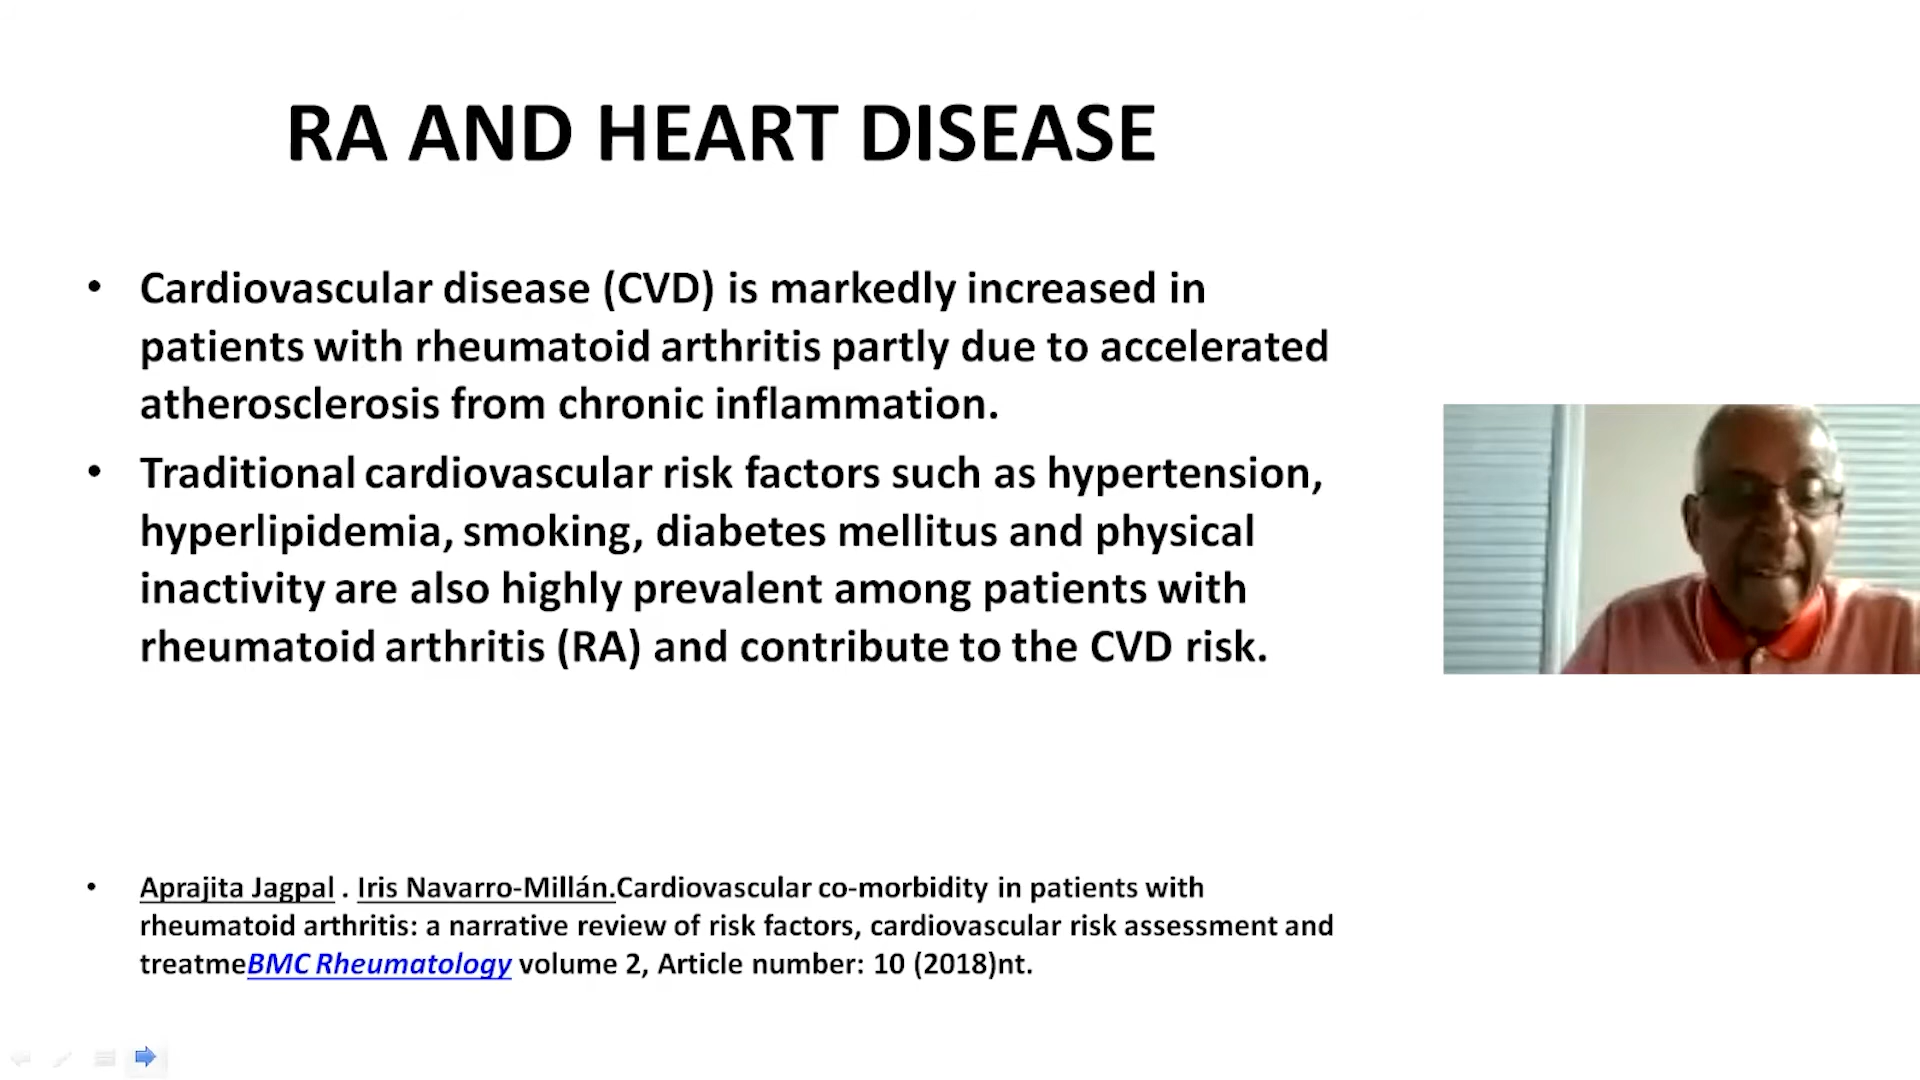 RA AND HEART DISEASE
• Cardiovascular disease (CVD) is markedly increased in
patients with rheumatoid arthritis partly due to accelerated
atherosclerosis from chronic inflammation.
• Traditional cardiovascular risk factors such as hypertension,
hyperlipidemia, smoking, diabetes mellitus and physical
inactivity are also highly prevalent among patients with
rheumatoid arthritis (RA) and contribute to the CVD risk.
• Aprajita Jagpal . Iris Navarro-Millán.Cardiovascular co-morbidity in patients with
rheumatoid arthritis: a narrative review of risk factors, cardiovascular risk assessment and
treatmeBMC Rheumatology volume 2, Article number: 10 (2018)nt.